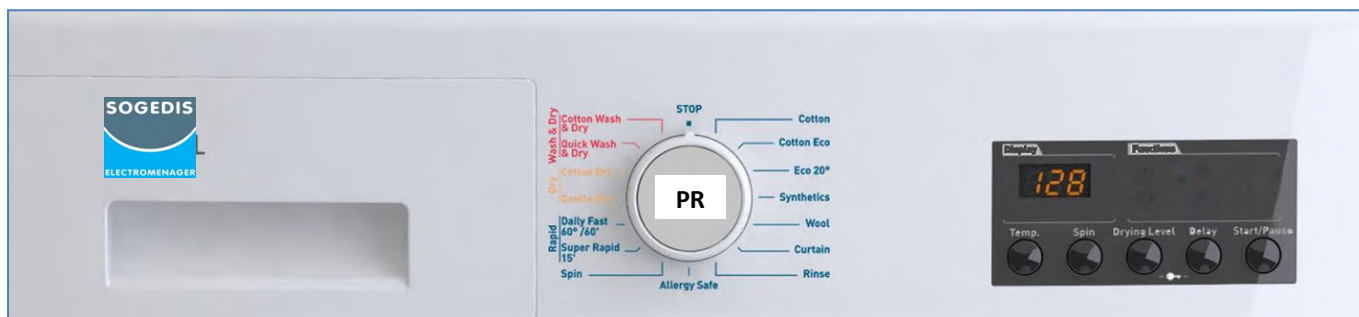 SOGEDIS
ELECTROMENAGER
Wash & Dry
Cotton Wash
& Dry
Quick Wash
& Dry
Dry
Cotton Dry
Gentle Dry
Rapid
Daily Fast
60° /60'
Super Rapid
15'
Spin
STOP
PR
Allergy Safe
Cotton
Cotton Eco
Eco 20°
Synthetics
Wool
Curtain
Rinse
Display
Functions
128
Temp.
Spin
Drying Level
Delay
Start/Pause